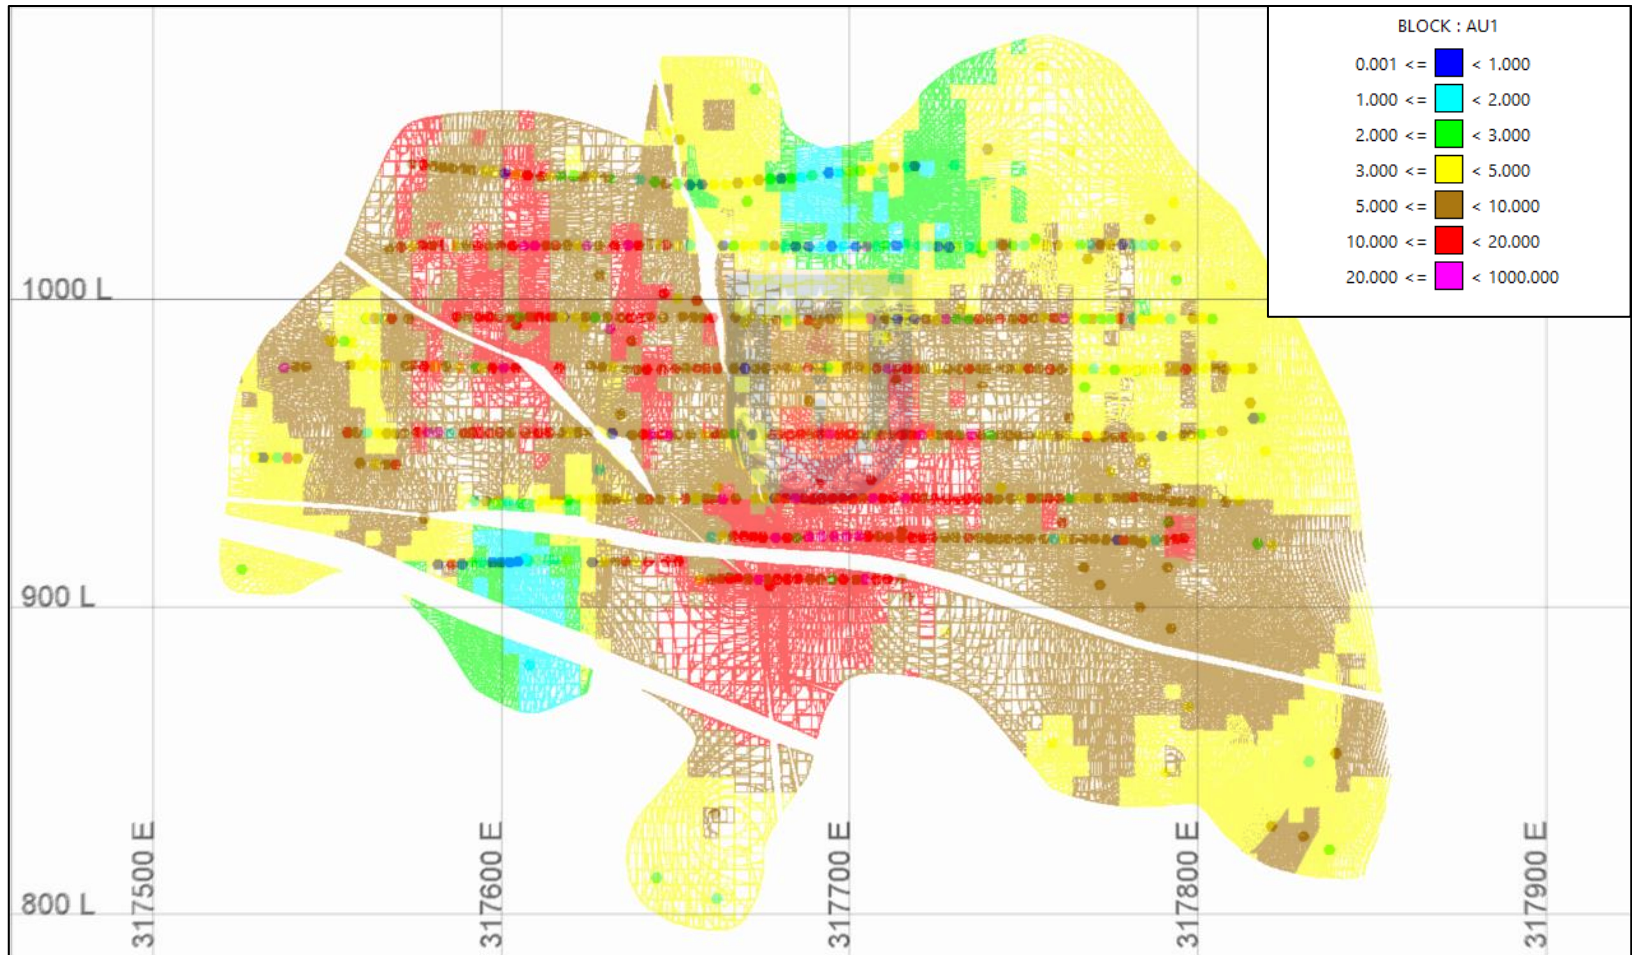 BLOCK : AU1
0.001 <= < 1.000
1.000 <= < 2.000
2.000 <= < 3.000
3.000 <= < 5.000
5.000 <= < 10.000
10.000 <= < 20.000
20.000 <= < 1000.000
1000 L
900 L
800 L
317500 E
317600 E
317700 E
317800 E
317900 E